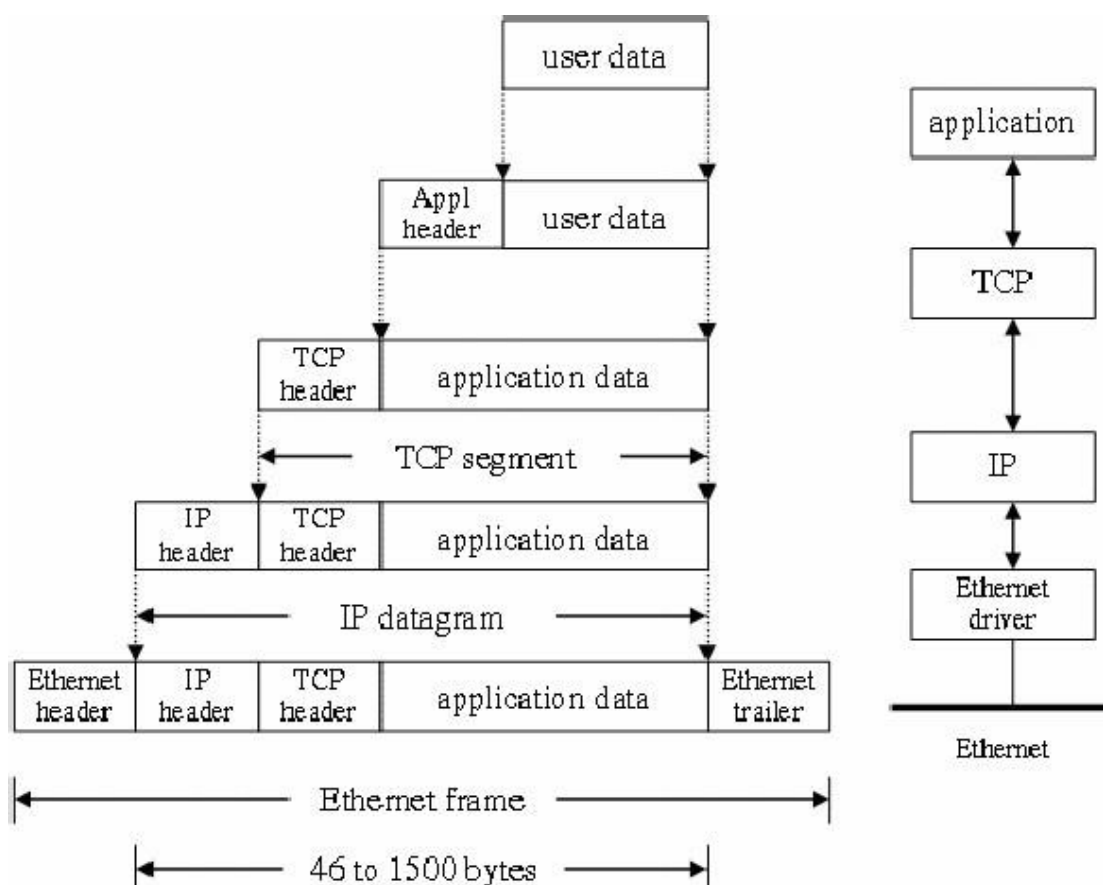 user data
application
Appl
header
user data
TCP
TCP
header
application data
TCP segment
IP
IP
header
TCP
header
application data
Ethernet
driver
IP datagram
Ethernet
header
IP
header
TCP
header
application data
Ethernet
trailer
Ethernet
Ethernet frame
46 to 1500 bytes